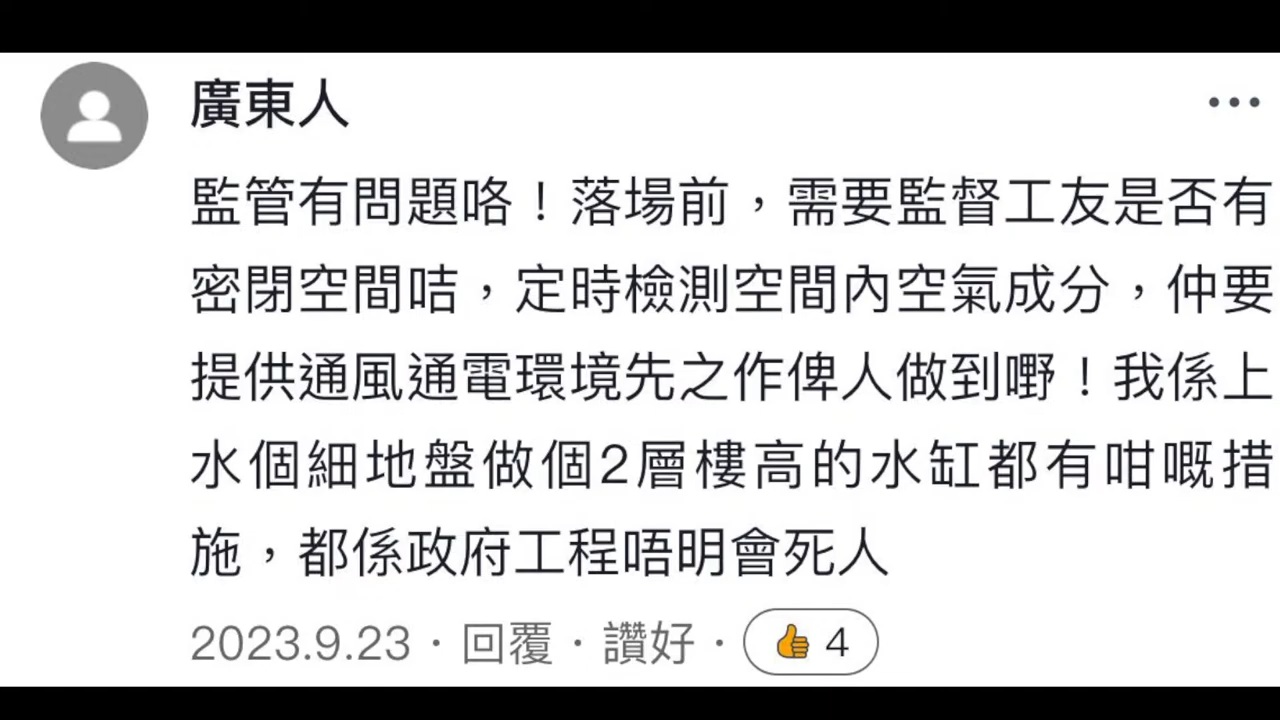 廣東人
監管有問題咯！落場前，需要監督工友是否有
密閉空間咭，定時檢測空間內空氣成分，仲要
提供通風通電環境先之作俾人做到嘢！我係上
水個細地盤做個2層樓高的水缸都有咁嘅措
施，都係政府工程唔明會死人
2023.9.23 · 回覆 · 讚好 · 👍 4